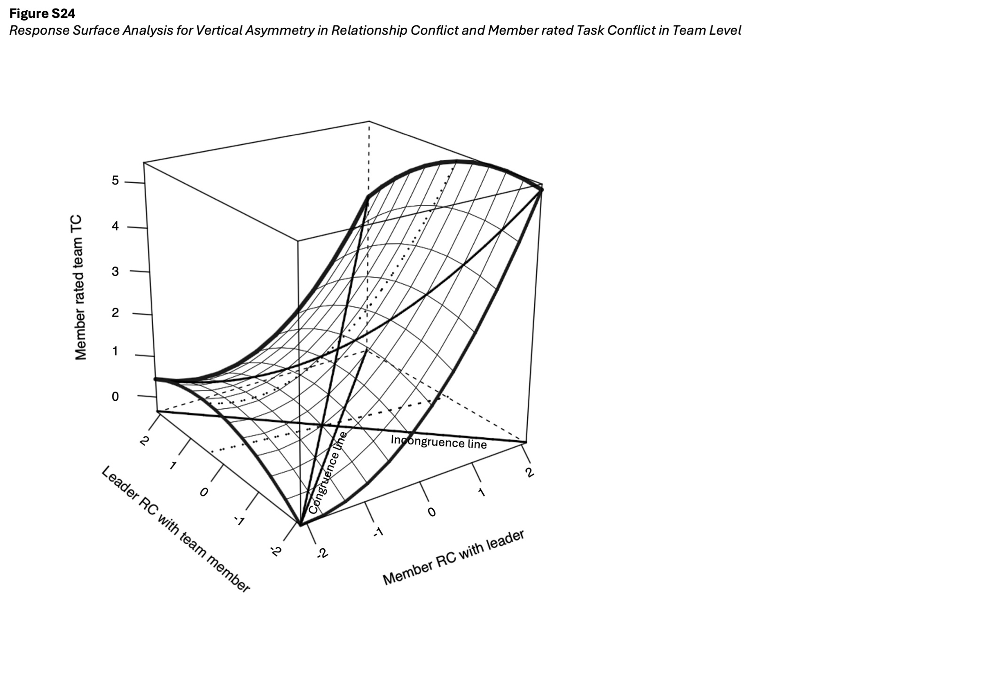 Figure S24
Response Surface Analysis for Vertical Asymmetry in Relationship Conflict and Member rated Task Conflict in Team Level
Member rated team TC
5
4
3
2
1
0
Leader RC with team member
2
1
0
-1
-2
Member RC with leader
-2
-1
0
1
2
Congruence line
Incongruence line